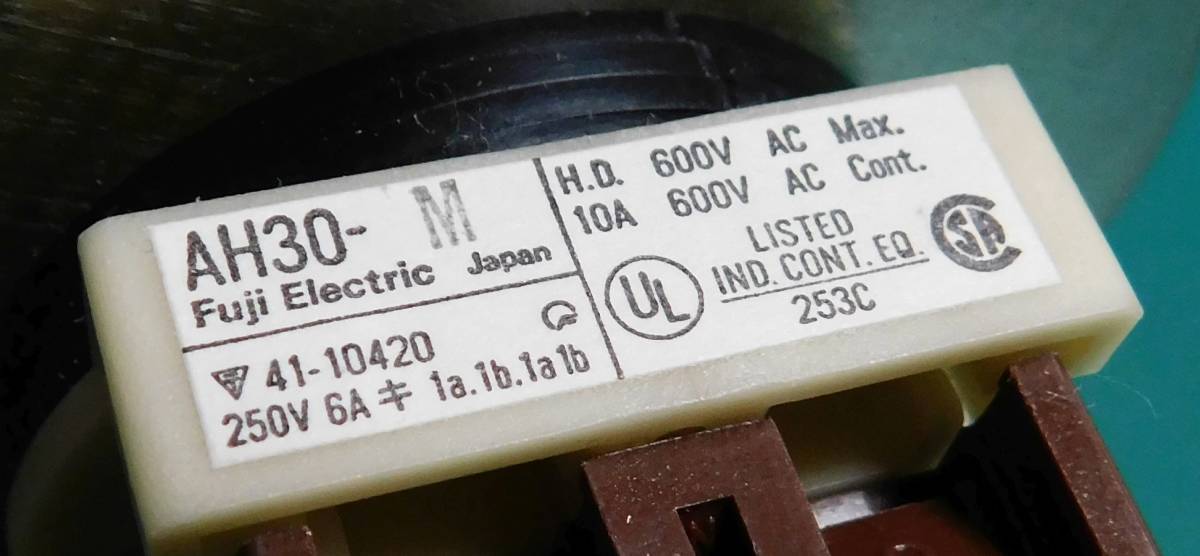 AH30- M
Fuji Electric Japan
41-10420
250V 6A 1a.1b.1a1b
H.D. 600V AC Max.
10A 600V AC Cont.
UL
LISTED
IND. CONT. EQ.
253C
SA